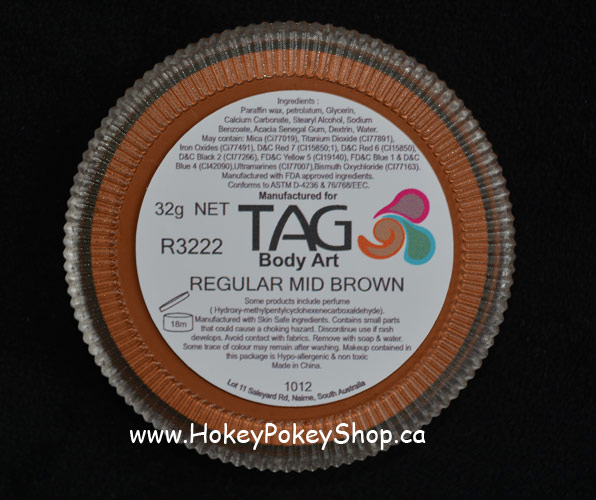 Ingredients :
Paraffin wax, petrolatum, Glycerin,
Calcium Carbonate, Stearyl Alcohol, Sodium
Benzoate, Acacia Senegal Gum, Dextrin, Water.
May contain: Mica (CI77019), Titanium Dioxide (CI77891),
Iron Oxides (CI77491), D&C Red 7 (CI15850;1), D&C Red 6 (CI15850),
D&C Black 2 (CI77266), FD&C Yellow 5 (CI19140), FD&C Blue 1 & D&C
Blue 4 (CI42090),Ultramarines (CI77007),Bismuth Oxychloride (CI77163).
Manufactured with FDA approved ingredients.
Conforms to ASTM D-4236 & 76/768/EEC.
Manufactured for
32g NET
TAG
R3222
Body Art
REGULAR MID BROWN
Some products include perfume
( Hydroxy-methylpentylcyclohexenecarboxaldehyde).
18m
Manufactured with Skin Safe ingredients. Contains small parts
that could cause a choking hazard. Discontinue use if rash
develops. Avoid contact with fabrics. Remove with soap & water.
Some trace of colour may remain after washing. Makeup contained in
this package is Hypo-allergenic & non toxic
Made in China.
1012
Lot 11 Saleyard Rd, Nairne, South Australia
www.HokeyPokeyShop.ca